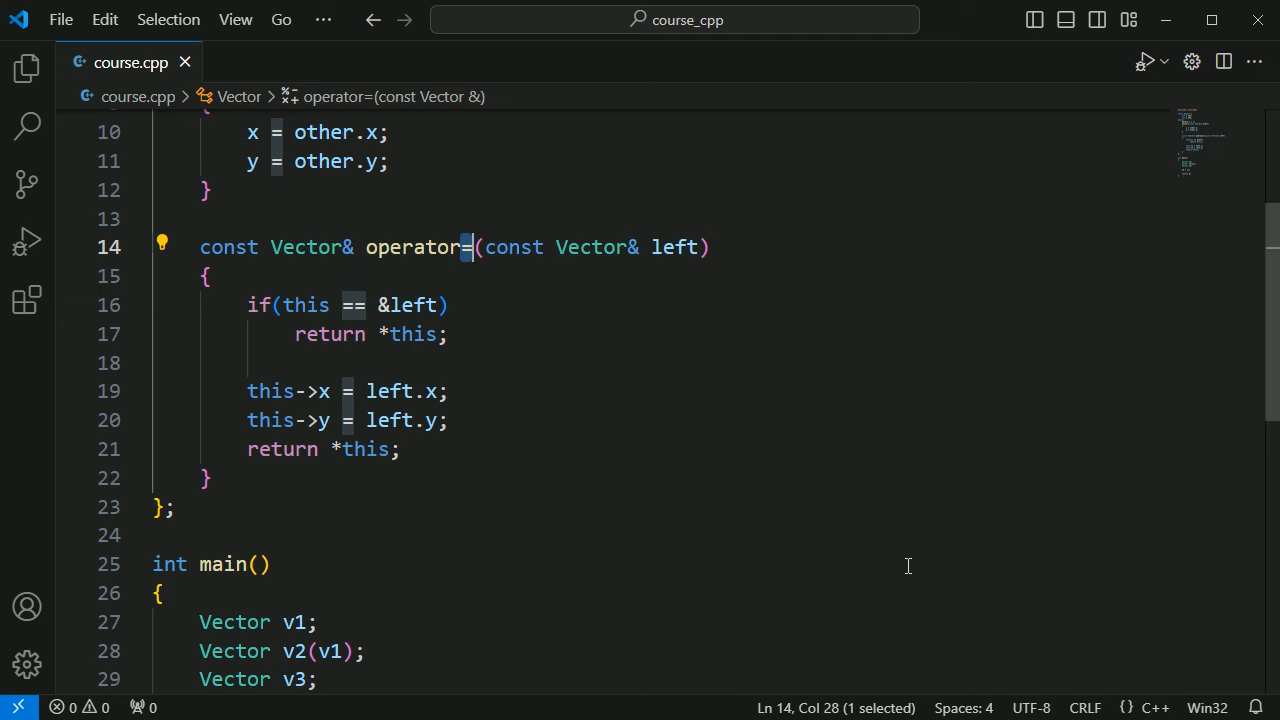 File Edit Selection View Go ··· course_cpp
course.cpp
course.cpp > Vector > operator=(const Vector &)
{
10 x = other.x;
11 y = other.y;
12 }
13
14 const Vector& operator=(const Vector& left)
15 {
16 if(this == &left)
17 return *this;
18
19 this->x = left.x;
20 this->y = left.y;
21 return *this;
22 }
23 };
24
25 int main()
26 {
27 Vector v1;
28 Vector v2(v1);
29 Vector v3;
0 0 0 Ln 14, Col 28 (1 selected) Spaces: 4 UTF-8 CRLF {} C++ Win32